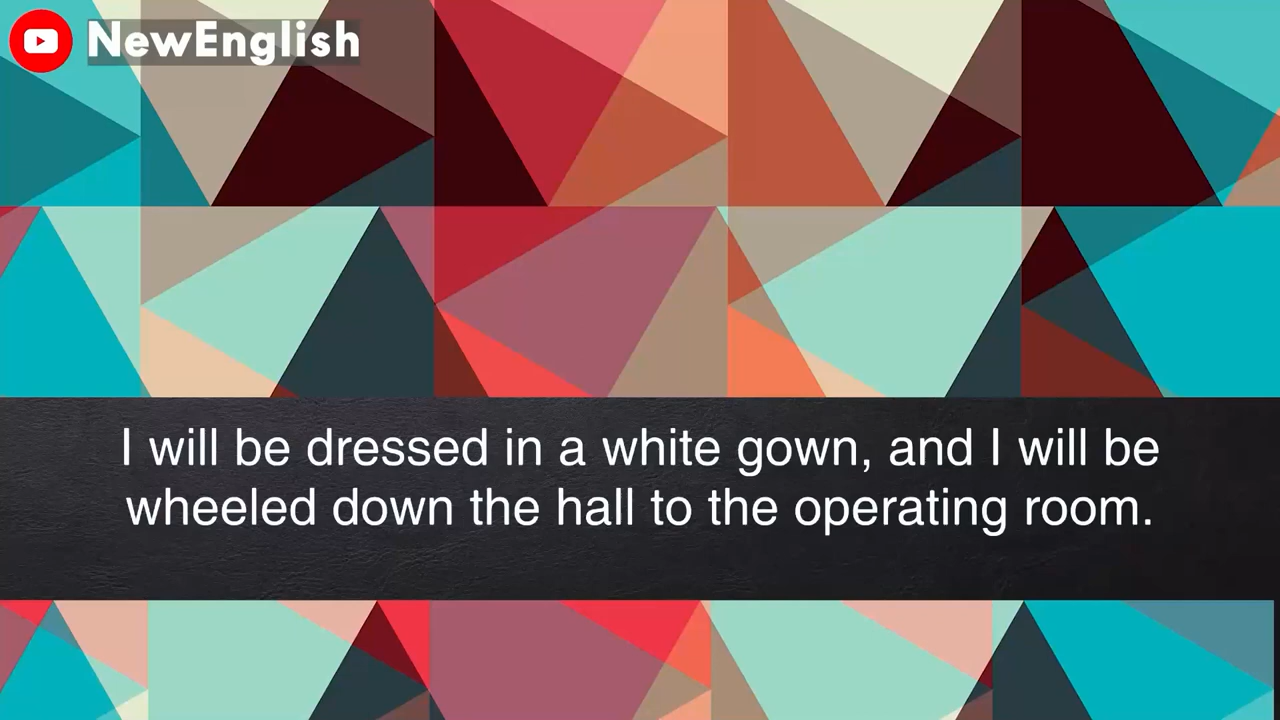 NewEnglish
I will be dressed in a white gown, and I will be
wheeled down the hall to the operating room.